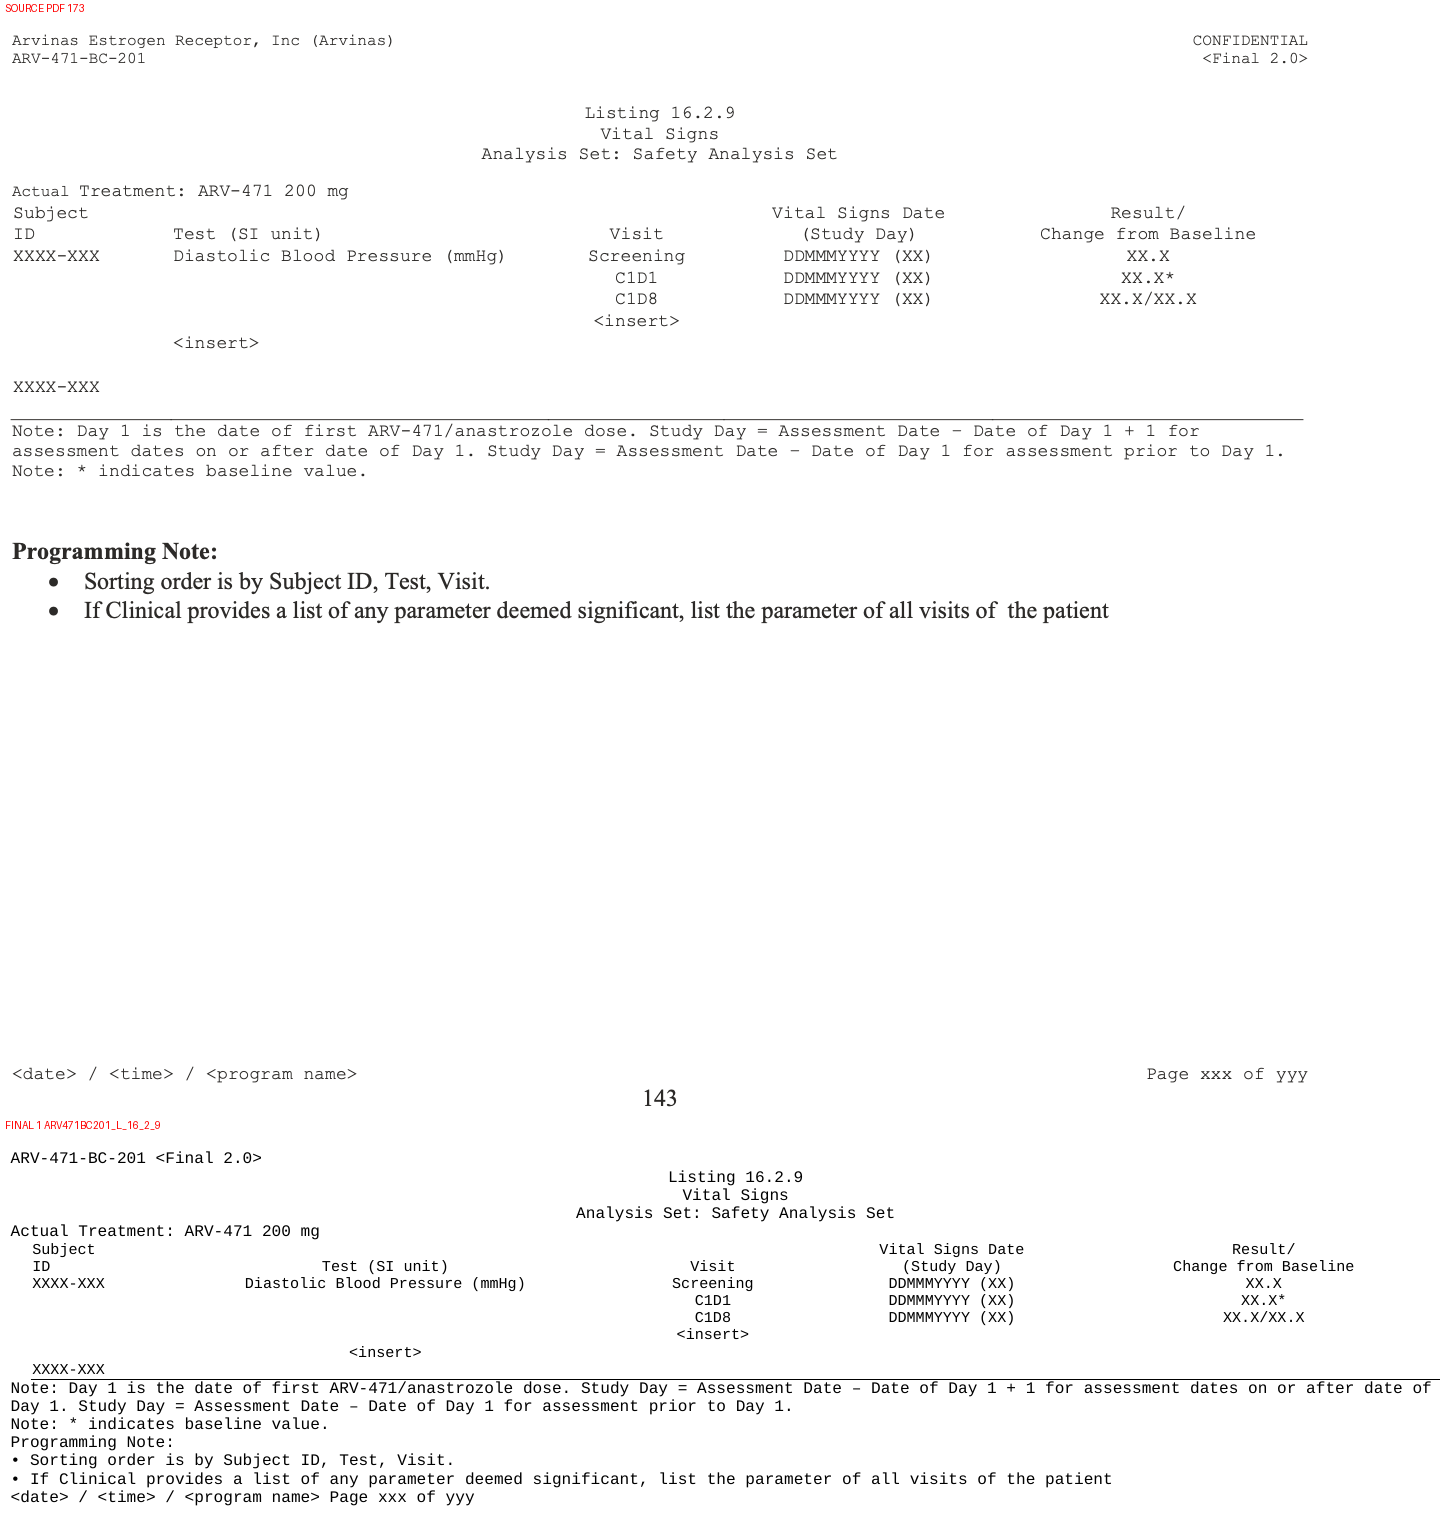 SOURCE PDF 173
Arvinas Estrogen Receptor, Inc (Arvinas) CONFIDENTIAL
ARV-471-BC-201 <Final 2.0>
Listing 16.2.9
Vital Signs
Analysis Set: Safety Analysis Set
Actual Treatment: ARV-471 200 mg
Subject Vital Signs Date Result/
ID Test (SI unit) Visit (Study Day) Change from Baseline
XXXX-XXX Diastolic Blood Pressure (mmHg) Screening DDMMMYYYY (XX) XX.X
C1D1 DDMMMYYYY (XX) XX.X*
C1D8 DDMMMYYYY (XX) XX.X/XX.X
<insert>
<insert>
XXXX-XXX
Note: Day 1 is the date of first ARV-471/anastrozole dose. Study Day = Assessment Date – Date of Day 1 + 1 for
assessment dates on or after date of Day 1. Study Day = Assessment Date – Date of Day 1 for assessment prior to Day 1.
Note: * indicates baseline value.
Programming Note:
• Sorting order is by Subject ID, Test, Visit.
• If Clinical provides a list of any parameter deemed significant, list the parameter of all visits of the patient
<date> / <time> / <program name> Page xxx of yyy
143
FINAL 1 ARV471BC201_L_16_2_9
ARV-471-BC-201 <Final 2.0>
Listing 16.2.9
Vital Signs
Analysis Set: Safety Analysis Set
Actual Treatment: ARV-471 200 mg
Subject Vital Signs Date Result/
ID Test (SI unit) Visit (Study Day) Change from Baseline
XXXX-XXX Diastolic Blood Pressure (mmHg) Screening DDMMMYYYY (XX) XX.X
C1D1 DDMMMYYYY (XX) XX.X*
C1D8 DDMMMYYYY (XX) XX.X/XX.X
<insert>
<insert>
XXXX-XXX
Note: Day 1 is the date of first ARV-471/anastrozole dose. Study Day = Assessment Date – Date of Day 1 + 1 for assessment dates on or after date of
Day 1. Study Day = Assessment Date – Date of Day 1 for assessment prior to Day 1.
Note: * indicates baseline value.
Programming Note:
• Sorting order is by Subject ID, Test, Visit.
• If Clinical provides a list of any parameter deemed significant, list the parameter of all visits of the patient
<date> / <time> / <program name> Page xxx of yyy